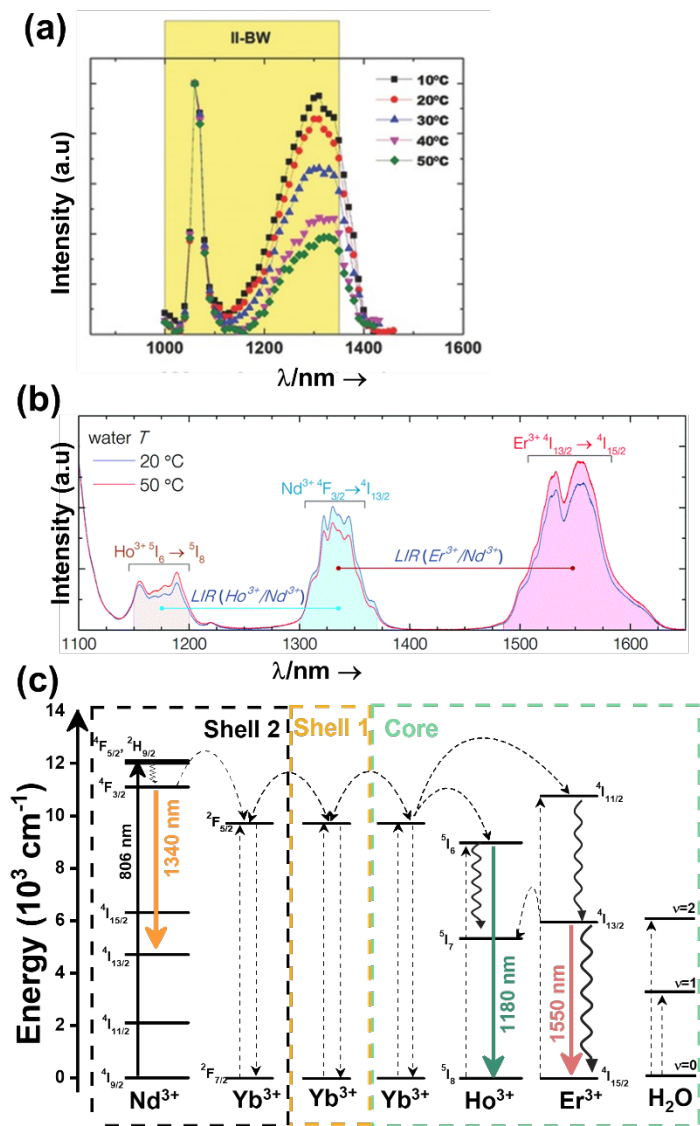 (a)
II-BW
10ºC
20ºC
30ºC
40ºC
50ºC
Intensity (a.u)
1000 1200 1400 1600
λ/nm →
(b)
water T
20 °C
50 °C
Er³⁺ ⁴I₁₃/₂ → ⁴I₁₅/₂
Nd³⁺ ⁴F₃/₂ → ⁴I₁₃/₂
Ho³⁺ ⁵I₆ → ⁵I₈
LIR (Ho³⁺/Nd³⁺)
LIR (Er³⁺/Nd³⁺)
Intensity (a.u)
1100 1200 1300 1400 1500 1600
λ/nm →
(c)
Energy (10³ cm⁻¹)
14
12
10
8
6
4
2
0
Shell 2
Shell 1
Core
⁴F₅/₂, ²H₉/₂
⁴F₃/₂
806 nm
1340 nm
⁴I₁₅/₂
⁴I₁₃/₂
⁴I₁₁/₂
⁴I₉/₂
²F₅/₂
²F₇/₂
⁵I₆
⁵I₇
⁵I₈
1180 nm
⁴I₁₁/₂
⁴I₁₃/₂
⁴I₁₅/₂
1550 nm
ν=2
ν=1
ν=0
Nd³⁺ Yb³⁺ Yb³⁺ Yb³⁺ Ho³⁺ Er³⁺ H₂O